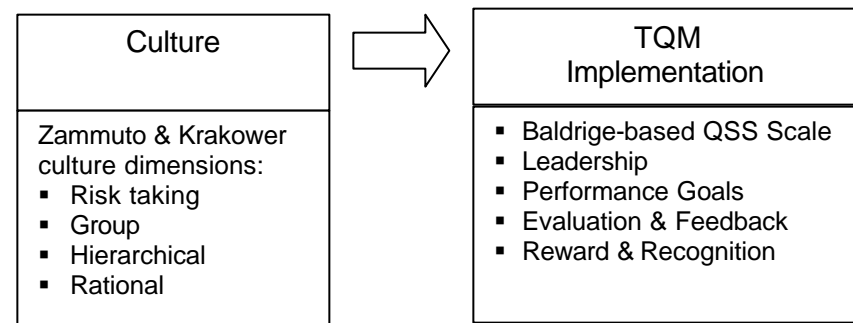 Culture
Zammuto & Krakower
culture dimensions:
▪ Risk taking
▪ Group
▪ Hierarchical
▪ Rational
TQM
Implementation
▪ Baldrige-based QSS Scale
▪ Leadership
▪ Performance Goals
▪ Evaluation & Feedback
▪ Reward & Recognition